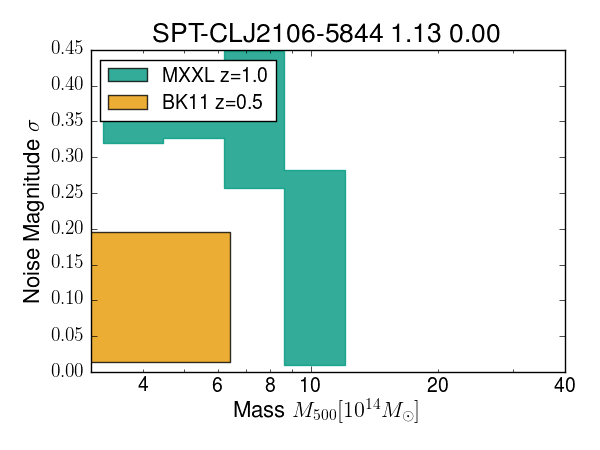 SPT-CLJ2106-5844 1.13 0.00
0.45
0.40
0.35
0.30
0.25
0.20
0.15
0.10
0.05
0.00
Noise Magnitude σ
MXXL z=1.0
BK11 z=0.5
4 6 8 10 20 40
Mass M₅₀₀[10¹⁴M☉]